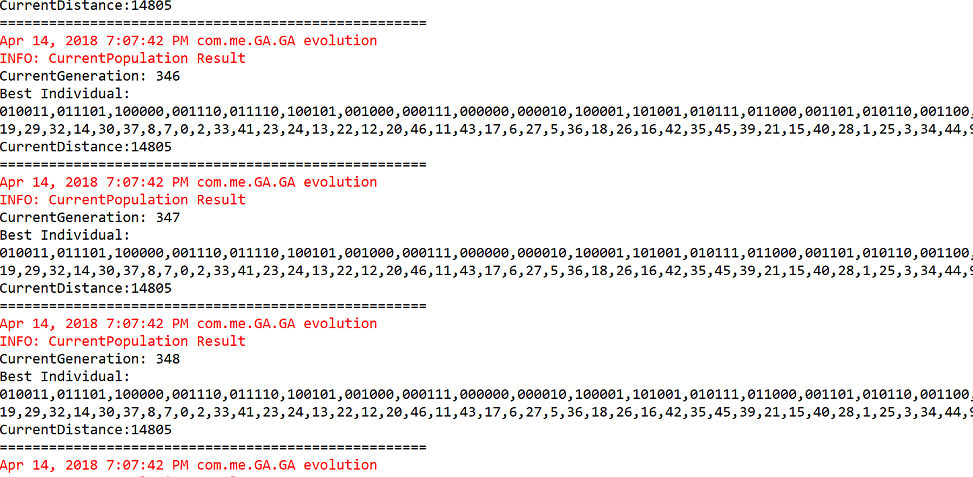 CurrentDistance:14805
====================================================
Apr 14, 2018 7:07:42 PM com.me.GA.GA evolution
INFO: CurrentPopulation Result
CurrentGeneration: 346
Best Individual:
010011,011101,100000,001110,011110,100101,001000,000111,000000,000010,100001,101001,010111,011000,001101,010110,001100,
19,29,32,14,30,37,8,7,0,2,33,41,23,24,13,22,12,20,46,11,43,17,6,27,5,36,18,26,16,42,35,45,39,21,15,40,28,1,25,3,34,44,9
CurrentDistance:14805
====================================================
Apr 14, 2018 7:07:42 PM com.me.GA.GA evolution
INFO: CurrentPopulation Result
CurrentGeneration: 347
Best Individual:
010011,011101,100000,001110,011110,100101,001000,000111,000000,000010,100001,101001,010111,011000,001101,010110,001100,
19,29,32,14,30,37,8,7,0,2,33,41,23,24,13,22,12,20,46,11,43,17,6,27,5,36,18,26,16,42,35,45,39,21,15,40,28,1,25,3,34,44,9
CurrentDistance:14805
====================================================
Apr 14, 2018 7:07:42 PM com.me.GA.GA evolution
INFO: CurrentPopulation Result
CurrentGeneration: 348
Best Individual:
010011,011101,100000,001110,011110,100101,001000,000111,000000,000010,100001,101001,010111,011000,001101,010110,001100,
19,29,32,14,30,37,8,7,0,2,33,41,23,24,13,22,12,20,46,11,43,17,6,27,5,36,18,26,16,42,35,45,39,21,15,40,28,1,25,3,34,44,9
CurrentDistance:14805
====================================================
Apr 14, 2018 7:07:42 PM com.me.GA.GA evolution